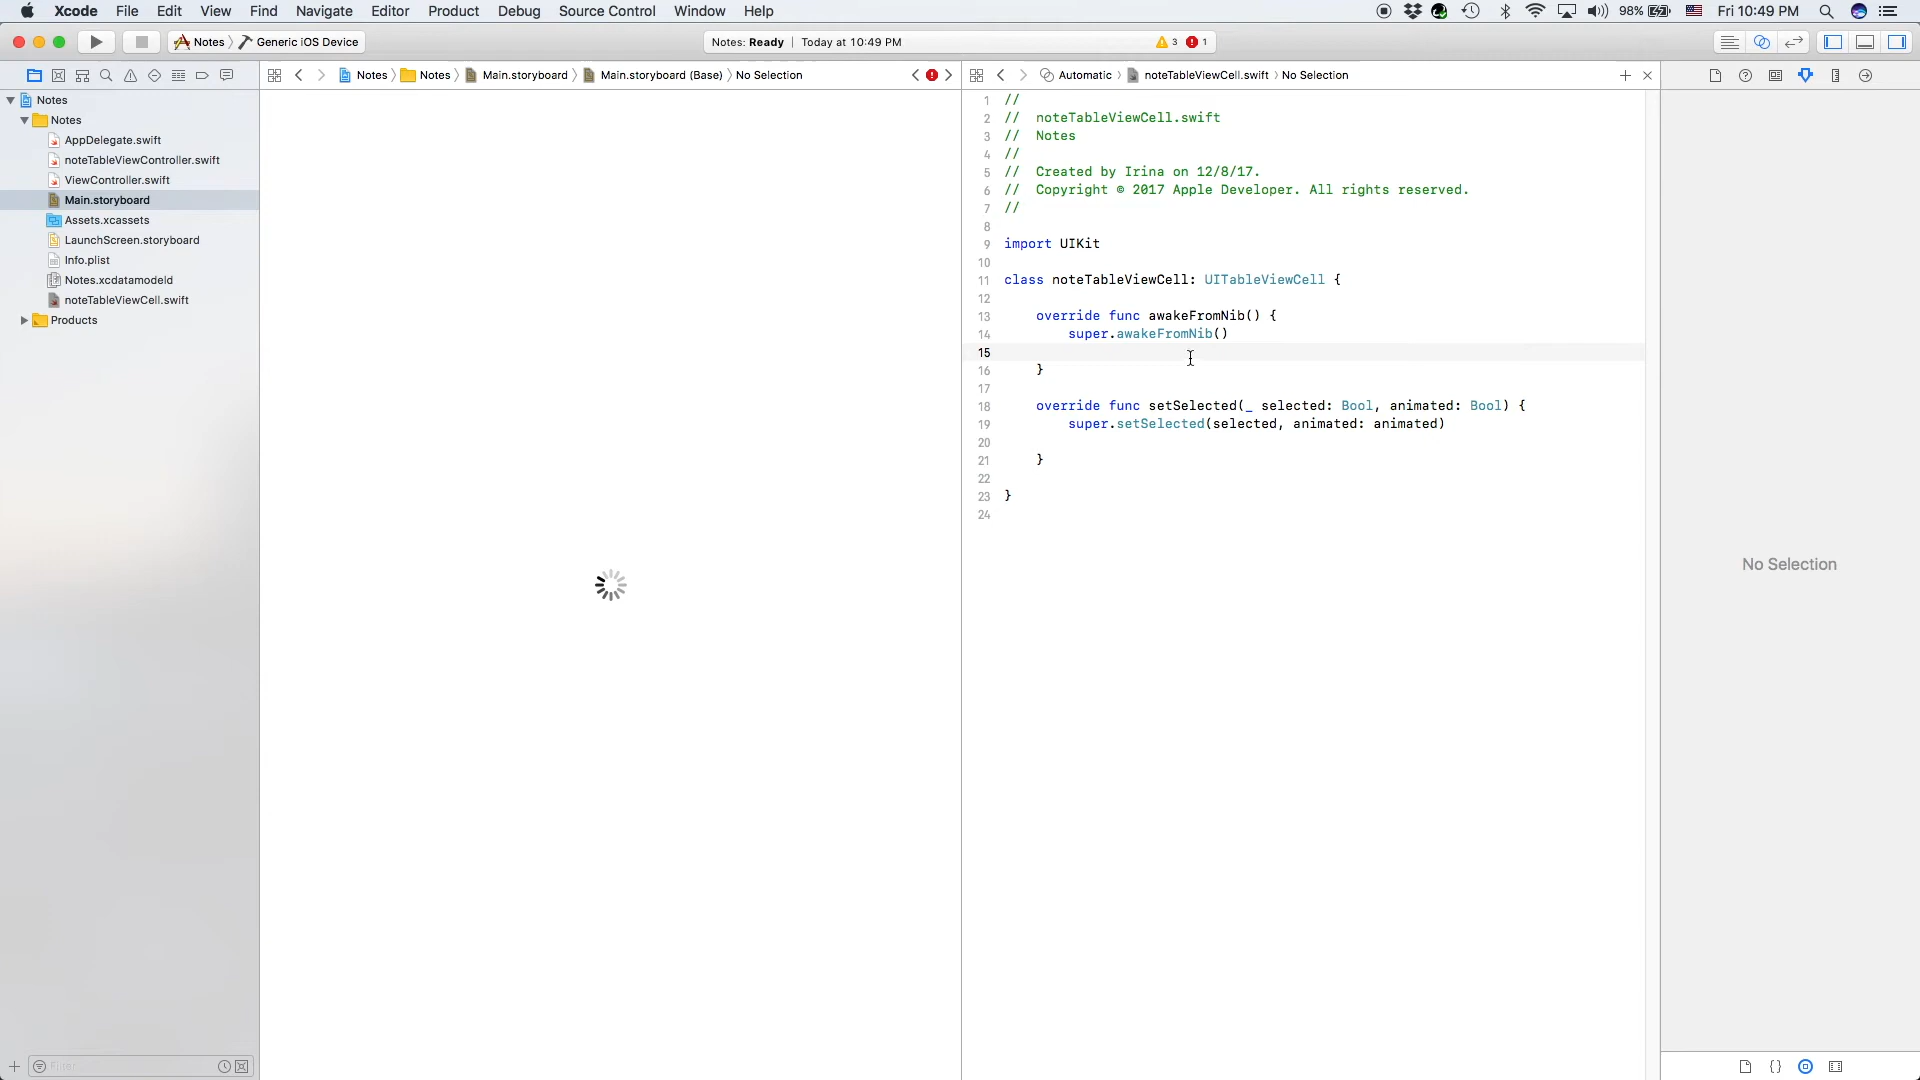 Xcode File Edit View Find Navigate Editor Product Debug Source Control Window Help 98% Fri 10:49 PM
Notes Generic iOS Device Notes: Ready | Today at 10:49 PM 3 1
Notes Notes Main.storyboard Main.storyboard (Base) No Selection
Automatic noteTableViewCell.swift No Selection
Notes
Notes
AppDelegate.swift
noteTableViewController.swift
ViewController.swift
Main.storyboard
Assets.xcassets
LaunchScreen.storyboard
Info.plist
Notes.xcdatamodeld
noteTableViewCell.swift
Products
Filter
1 //
2 // noteTableViewCell.swift
3 // Notes
4 //
5 // Created by Irina on 12/8/17.
6 // Copyright © 2017 Apple Developer. All rights reserved.
7 //
8
9 import UIKit
10
11 class noteTableViewCell: UITableViewCell {
12
13 override func awakeFromNib() {
14 super.awakeFromNib()
15
16 }
17
18 override func setSelected(_ selected: Bool, animated: Bool) {
19 super.setSelected(selected, animated: animated)
20
21 }
22
23 }
24
No Selection